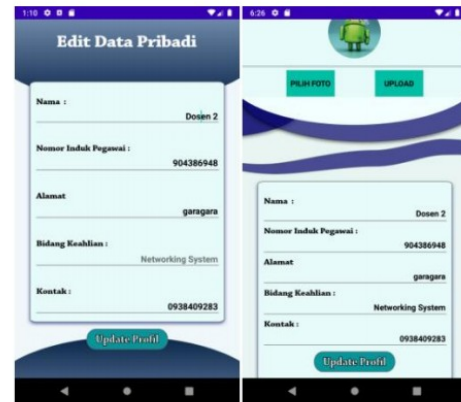 1:10
Edit Data Pribadi
Nama :
Dosen 2
Nomor Induk Pegawai :
904386948
Alamat
garagara
Bidang Keahlian :
Networking System
Kontak :
0938409283
Update Profil
6:26
PILIH FOTO
UPLOAD
Nama :
Dosen 2
Nomor Induk Pegawai :
904386948
Alamat
garagara
Bidang Keahlian :
Networking System
Kontak :
0938409283
Update Profil